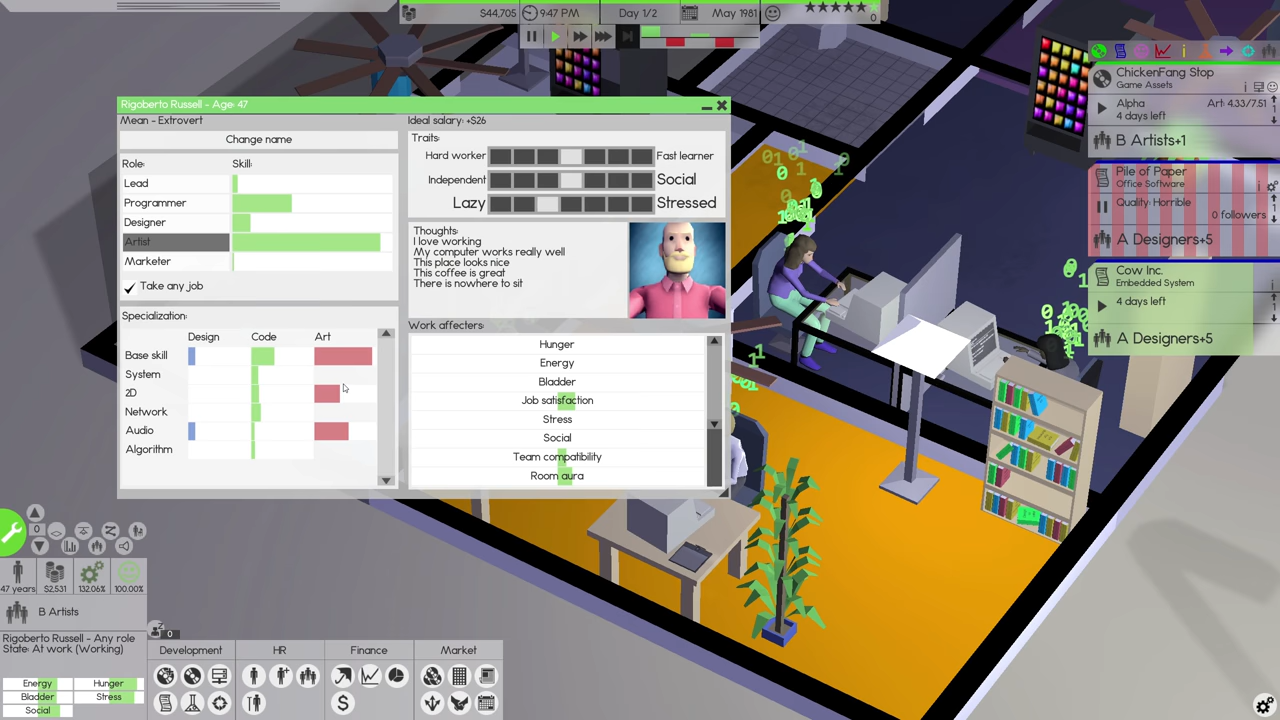 $44,705
9:47 PM
Day 1/2
May 1981
0
Rigoberto Russell - Age: 47
Mean - Extrovert
Change name
Role:
Skill:
Lead
Programmer
Designer
Artist
Marketer
Take any job
Specialization:
Design
Code
Art
Base skill
System
2D
Network
Audio
Algorithm
Ideal salary: +$26
Traits:
Hard worker
Fast learner
Independent
Social
Lazy
Stressed
Thoughts:
I love working
My computer works really well
This place looks nice
This coffee is great
There is nowhere to sit
Work affecters:
Hunger
Energy
Bladder
Job satisfaction
Stress
Social
Team compatibility
Room aura
ChickenFang Stop
Game Assets
Alpha
Art: 4.33/7.51
4 days left
B Artists+1
Pile of Paper
Office Software
Quality: Horrible
0 followers
A Designers+5
Cow Inc.
Embedded System
4 days left
A Designers+5
0
47 years
$2,531
132.06%
100.00%
B Artists
Rigoberto Russell - Any role
State: At work (Working)
Energy
Hunger
Bladder
Stress
Social
0
Development
HR
Finance
Market